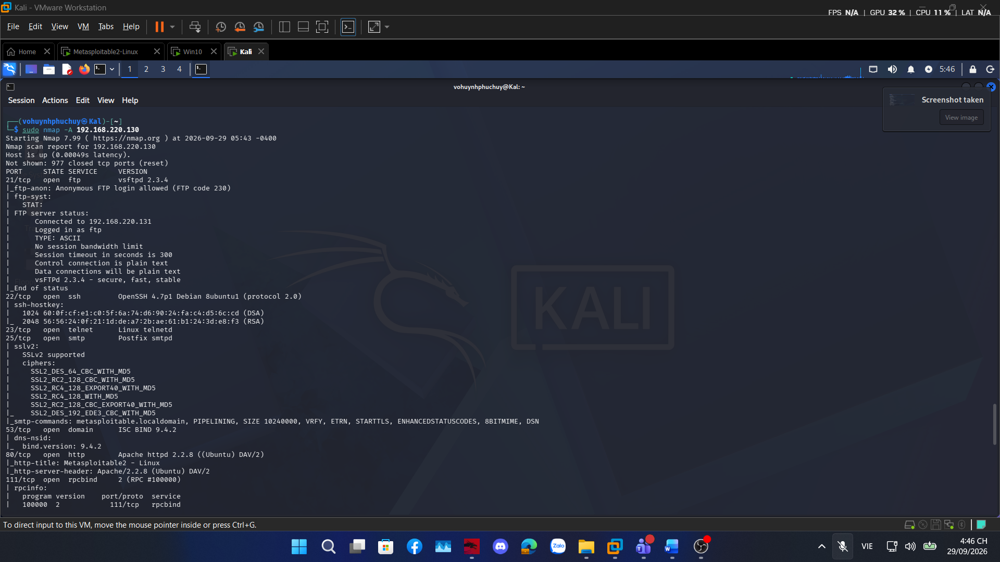 Kali - VMware Workstation
FPS N/A | GPU 32 % | CPU 11 % | LAT N/A
File Edit View VM Tabs Help
Home Metasploitable2-Linux Win10 Kali
1 2 3 4 5:46
vohuynhphuchuy@Kal: ~
Session Actions Edit View Help
Screenshot taken
View image
┌──(vohuynhphuchuy㉿Kal)-[~]
└─$ sudo nmap -A 192.168.220.130
Starting Nmap 7.99 ( https://nmap.org ) at 2026-09-29 05:43 -0400
Nmap scan report for 192.168.220.130
Host is up (0.00049s latency).
Not shown: 977 closed tcp ports (reset)
PORT     STATE SERVICE     VERSION
21/tcp   open  ftp         vsftpd 2.3.4
|_ftp-anon: Anonymous FTP login allowed (FTP code 230)
| ftp-syst:
|   STAT:
| FTP server status:
|      Connected to 192.168.220.131
|      Logged in as ftp
|      TYPE: ASCII
|      No session bandwidth limit
|      Session timeout in seconds is 300
|      Control connection is plain text
|      Data connections will be plain text
|      vsFTPd 2.3.4 - secure, fast, stable
|_End of status
22/tcp   open  ssh         OpenSSH 4.7p1 Debian 8ubuntu1 (protocol 2.0)
| ssh-hostkey:
|   1024 60:0f:cf:e1:c0:5f:6a:74:d6:90:24:fa:c4:d5:6c:cd (DSA)
|_  2048 56:56:24:0f:21:1d:de:a7:2b:ae:61:b1:24:3d:e8:f3 (RSA)
23/tcp   open  telnet      Linux telnetd
25/tcp   open  smtp        Postfix smtpd
| sslv2:
|   SSLv2 supported
|   ciphers:
|     SSL2_DES_64_CBC_WITH_MD5
|     SSL2_RC2_128_CBC_WITH_MD5
|     SSL2_RC4_128_EXPORT40_WITH_MD5
|     SSL2_RC4_128_WITH_MD5
|     SSL2_RC2_128_CBC_EXPORT40_WITH_MD5
|_    SSL2_DES_192_EDE3_CBC_WITH_MD5
|_smtp-commands: metasploitable.localdomain, PIPELINING, SIZE 10240000, VRFY, ETRN, STARTTLS, ENHANCEDSTATUSCODES, 8BITMIME, DSN
53/tcp   open  domain      ISC BIND 9.4.2
| dns-nsid:
|_  bind.version: 9.4.2
80/tcp   open  http        Apache httpd 2.2.8 ((Ubuntu) DAV/2)
|_http-title: Metasploitable2 - Linux
|_http-server-header: Apache/2.2.8 (Ubuntu) DAV/2
111/tcp  open  rpcbind     2 (RPC #100000)
| rpcinfo:
|   program version    port/proto  service
|   100000  2            111/tcp   rpcbind
KALI
To direct input to this VM, move the mouse pointer inside or press Ctrl+G.
Zalo
VIE
4:46 CH
29/09/2026